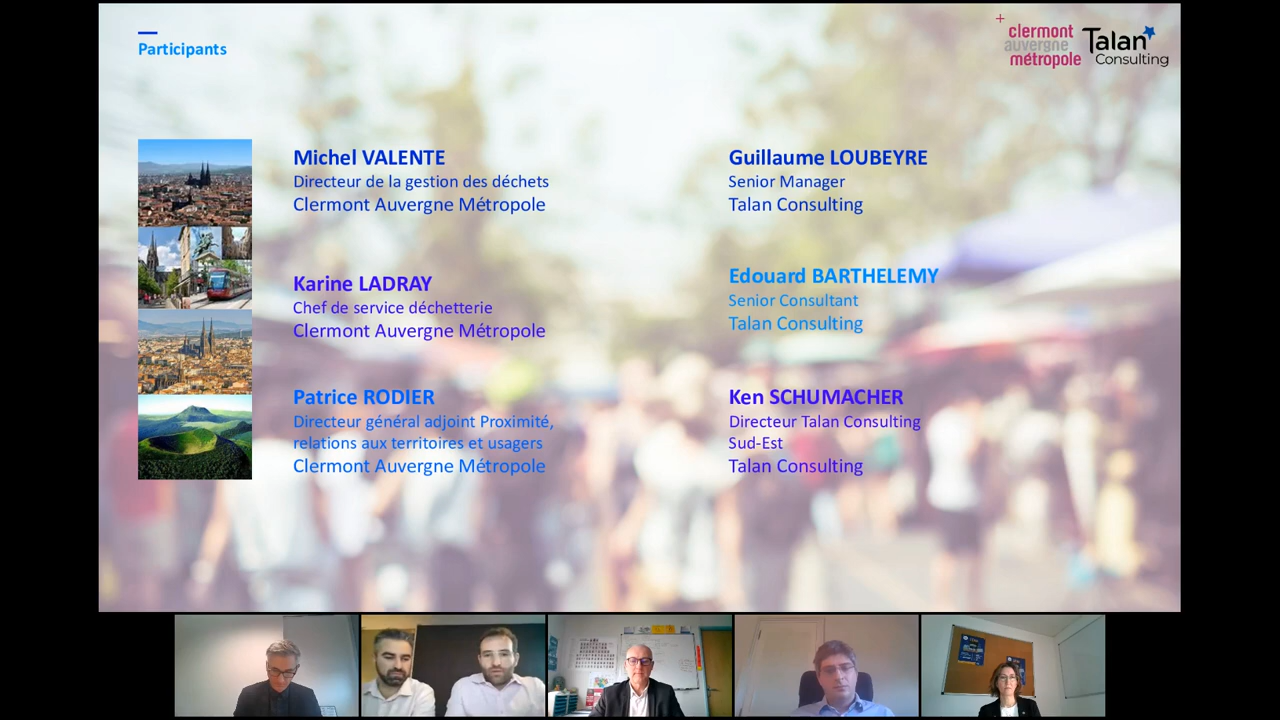 Participants
clermont
auvergne
métropole
Talan
Consulting
Michel VALENTE
Directeur de la gestion des déchets
Clermont Auvergne Métropole
Karine LADRAY
Chef de service déchetterie
Clermont Auvergne Métropole
Patrice RODIER
Directeur général adjoint Proximité,
relations aux territoires et usagers
Clermont Auvergne Métropole
Guillaume LOUBEYRE
Senior Manager
Talan Consulting
Edouard BARTHELEMY
Senior Consultant
Talan Consulting
Ken SCHUMACHER
Directeur Talan Consulting
Sud-Est
Talan Consulting